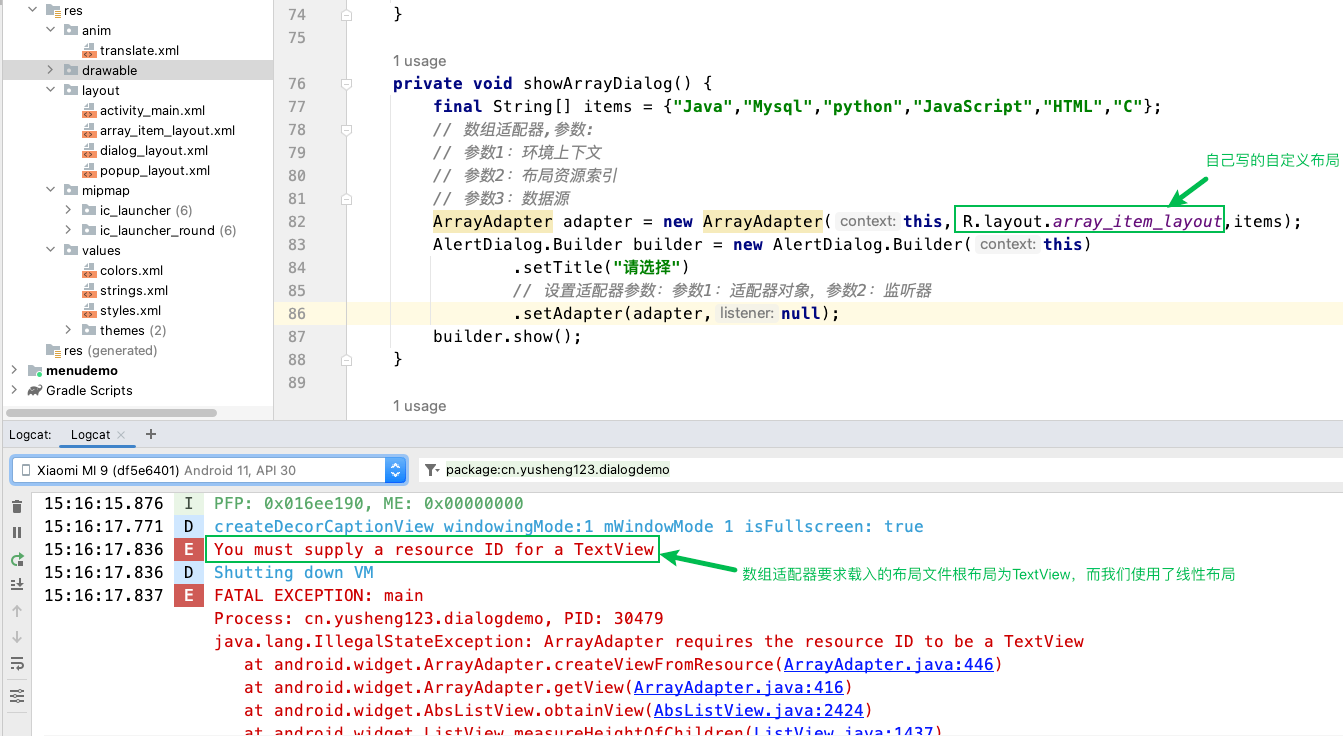 res
anim
translate.xml
drawable
layout
activity_main.xml
array_item_layout.xml
dialog_layout.xml
popup_layout.xml
mipmap
ic_launcher (6)
ic_launcher_round (6)
values
colors.xml
strings.xml
styles.xml
themes (2)
res (generated)
menudemo
Gradle Scripts
74 }
75
1 usage
76 private void showArrayDialog() {
77 final String[] items = {"Java","Mysql","python","JavaScript","HTML","C"};
78 // 数组适配器,参数:
79 // 参数1: 环境上下文
80 // 参数2: 布局资源索引
81 // 参数3: 数据源
自己写的自定义布局
82 ArrayAdapter adapter = new ArrayAdapter( context: this, R.layout.array_item_layout,items);
83 AlertDialog.Builder builder = new AlertDialog.Builder( context: this)
84 .setTitle("请选择")
85 // 设置适配器参数: 参数1: 适配器对象, 参数2: 监听器
86 .setAdapter(adapter, listener: null);
87 builder.show();
88 }
89
1 usage
Logcat: Logcat × +
Xiaomi MI 9 (df5e6401) Android 11, API 30
package:cn.yusheng123.dialogdemo
15:16:15.876 I PFP: 0x016ee190, ME: 0x00000000
15:16:17.771 D createDecorCaptionView windowingMode:1 mWindowMode 1 isFullscreen: true
15:16:17.836 E You must supply a resource ID for a TextView
15:16:17.836 D Shutting down VM
数组适配器要求载入的布局文件根布局为TextView，而我们使用了线性布局
15:16:17.837 E FATAL EXCEPTION: main
Process: cn.yusheng123.dialogdemo, PID: 30479
java.lang.IllegalStateException: ArrayAdapter requires the resource ID to be a TextView
at android.widget.ArrayAdapter.createViewFromResource(ArrayAdapter.java:446)
at android.widget.ArrayAdapter.getView(ArrayAdapter.java:416)
at android.widget.AbsListView.obtainView(AbsListView.java:2424)
at android.widget.ListView.measureHeightOfChildren(ListView.java:1437)